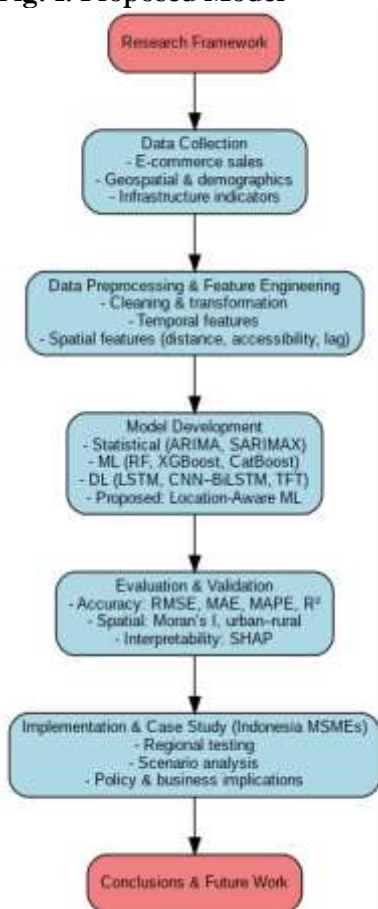 Fig. 1. Proposed Model
Research Framework
Data Collection
- E-commerce sales
- Geospatial & demographics
- Infrastructure indicators
Data Preprocessing & Feature Engineering
- Cleaning & transformation
- Temporal features
- Spatial features (distance, accessibility, lag)
Model Development
- Statistical (ARIMA, SARIMAX)
- ML (RF, XGBoost, CatBoost)
- DL (LSTM, CNN–BiLSTM, TFT)
- Proposed: Location-Aware ML
Evaluation & Validation
- Accuracy: RMSE, MAE, MAPE, R²
- Spatial: Moran's I, urban–rural
- Interpretability: SHAP
Implementation & Case Study (Indonesia MSMEs)
- Regional testing
- Scenario analysis
- Policy & business implications
Conclusions & Future Work